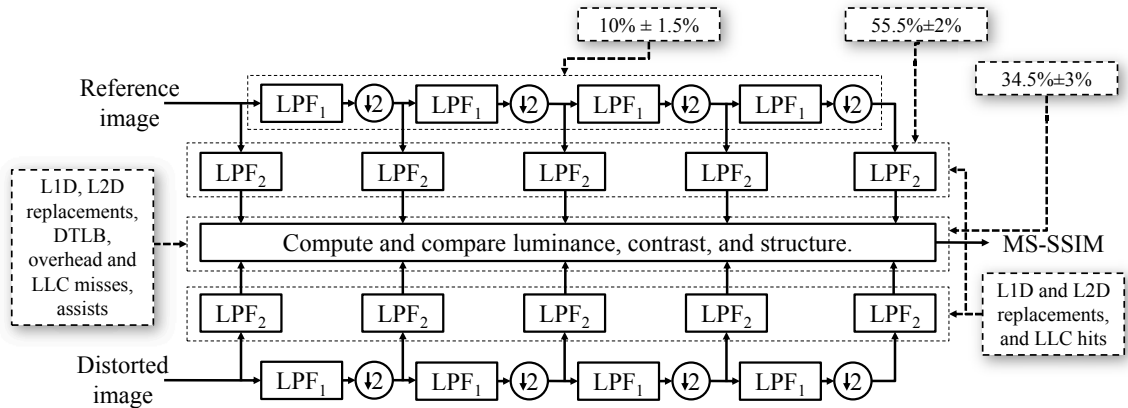 10% ± 1.5%
55.5%±2%
34.5%±3%
Reference
image
LPF1 ↓2 LPF1 ↓2 LPF1 ↓2 LPF1 ↓2
LPF2 LPF2 LPF2 LPF2 LPF2
L1D, L2D
replacements,
DTLB,
overhead and
LLC misses,
assists
Compute and compare luminance, contrast, and structure.
MS-SSIM
L1D and L2D
replacements,
and LLC hits
LPF2 LPF2 LPF2 LPF2 LPF2
Distorted
image
LPF1 ↓2 LPF1 ↓2 LPF1 ↓2 LPF1 ↓2